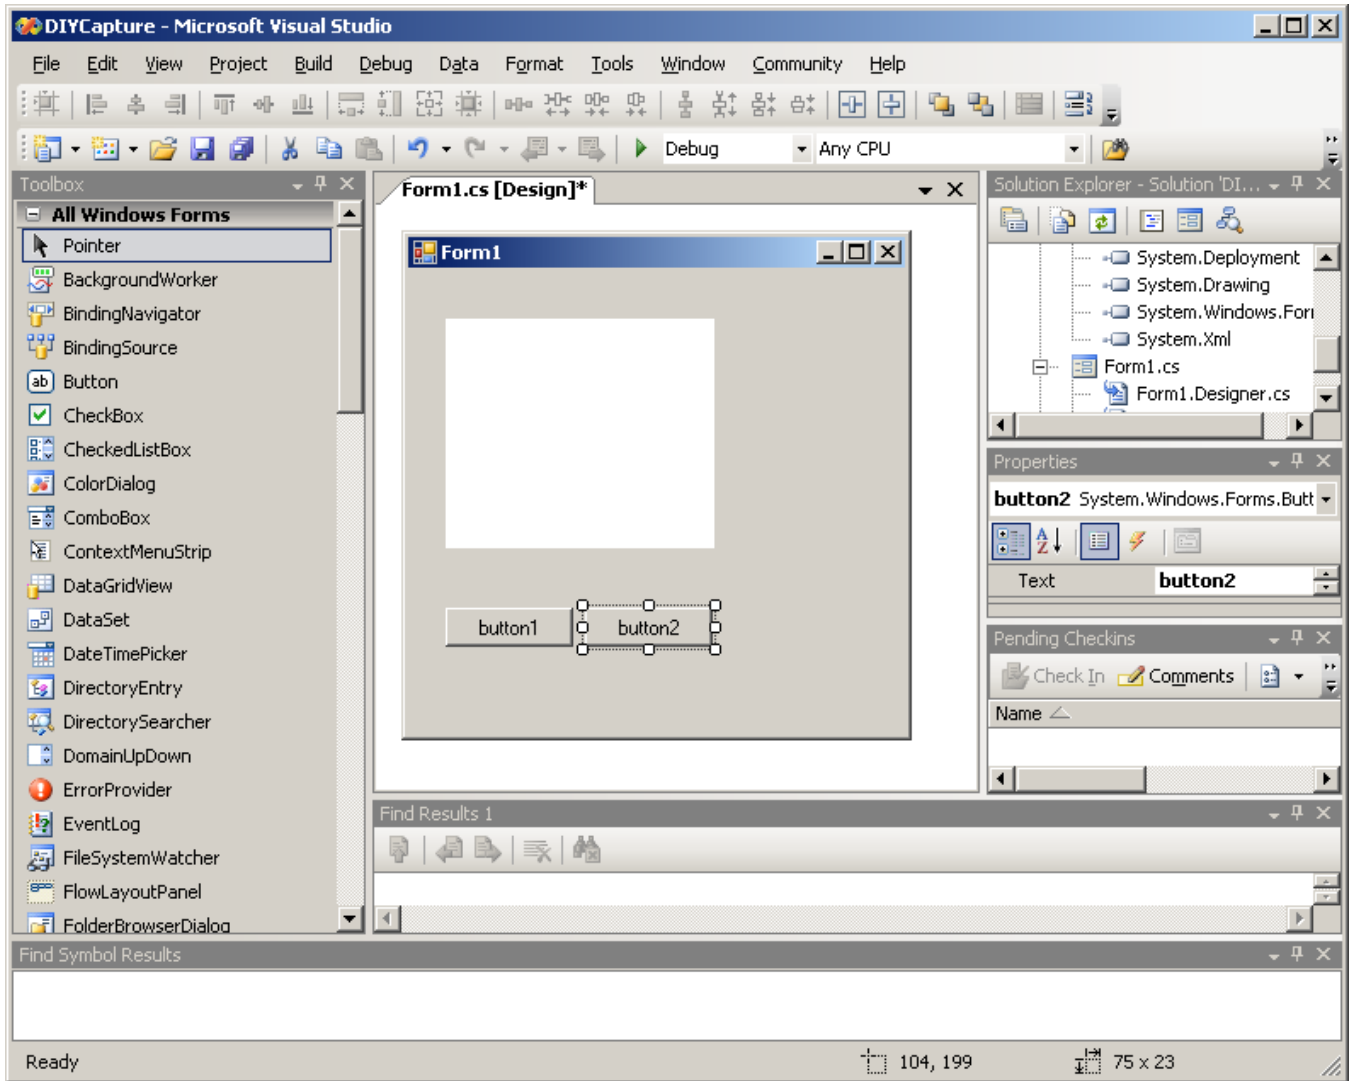 DIYCapture - Microsoft Visual Studio
File Edit View Project Build Debug Data Format Tools Window Community Help
Debug Any CPU
Toolbox
All Windows Forms
Pointer
BackgroundWorker
BindingNavigator
BindingSource
Button
CheckBox
CheckedListBox
ColorDialog
ComboBox
ContextMenuStrip
DataGridView
DataSet
DateTimePicker
DirectoryEntry
DirectorySearcher
DomainUpDown
ErrorProvider
EventLog
FileSystemWatcher
FlowLayoutPanel
FolderBrowserDialog
Form1.cs [Design]*
Form1
button1 button2
Solution Explorer - Solution 'DI...
System.Deployment
System.Drawing
System.Windows.For
System.Xml
Form1.cs
Form1.Designer.cs
Properties
button2 System.Windows.Forms.Butt
Text button2
Pending Checkins
Check In Comments
Name
Find Results 1
Find Symbol Results
Ready 104, 199 75 x 23